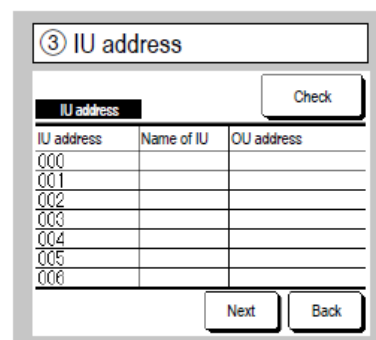 ③ IU address
Check
IU address
IU address Name of IU OU address
000
001
002
003
004
005
006
Next Back